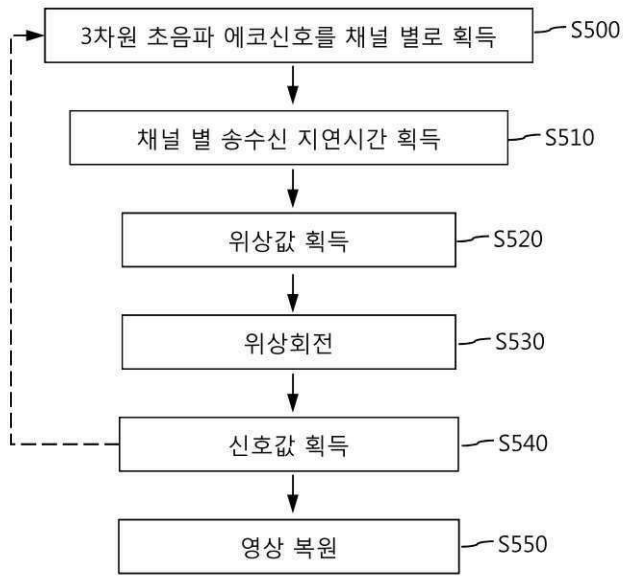 3차원 초음파 에코신호를 채널 별로 획득 S500
채널 별 송수신 지연시간 획득 S510
위상값 획득 S520
위상회전 S530
신호값 획득 S540
영상 복원 S550